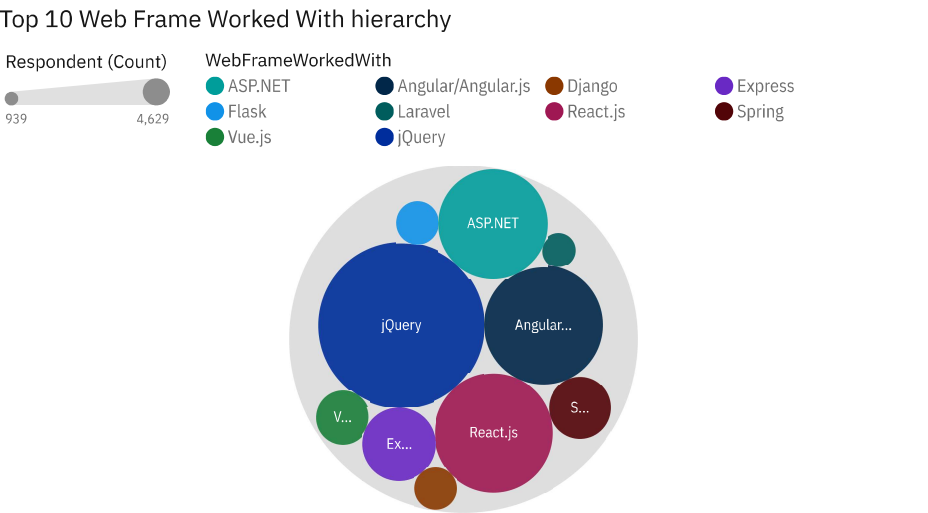 Top 10 Web Frame Worked With hierarchy
Respondent (Count)
939 4,629
WebFrameWorkedWith
ASP.NET Angular/Angular.js Django Express
Flask Laravel React.js Spring
Vue.js jQuery
ASP.NET
jQuery
Angular...
S...
V...
React.js
Ex...